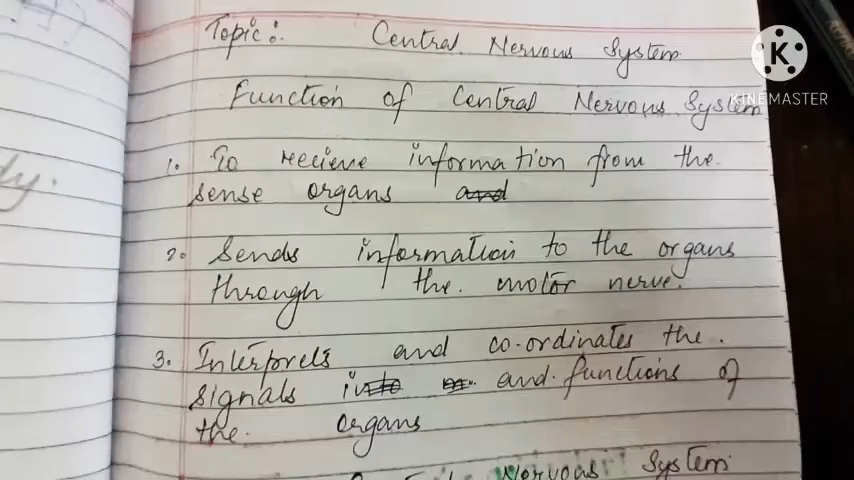 Topic:- Central Nervous System
Function of Central Nervous System
KINEMASTER
1. To recieve information from the.
sense organs and
2. Sends information to the organs
through the. motor nerve.
3. Interprets and co-ordinates the.
signals into and functions of
the. organs
Nervous System